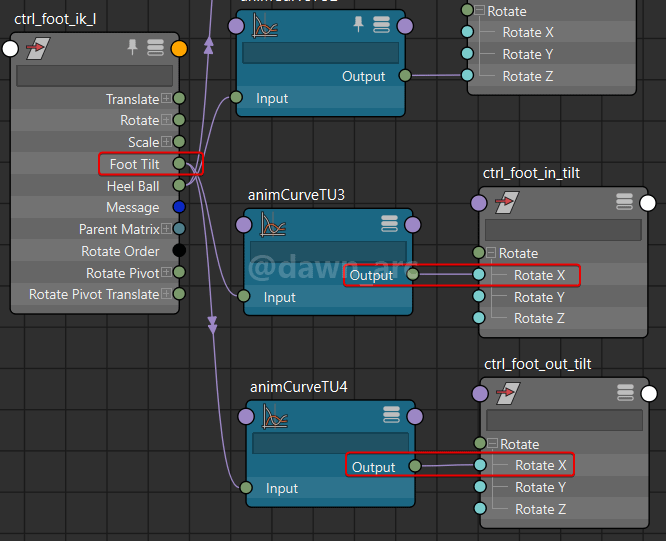 ctrl_foot_ik_l
Translate
Rotate
Scale
Foot Tilt
Heel Ball
Message
Parent Matrix
Rotate Order
Rotate Pivot
Rotate Pivot Translate
Output
Input
Rotate
Rotate X
Rotate Y
Rotate Z
animCurveTU3
Output
Input
ctrl_foot_in_tilt
Rotate
Rotate X
Rotate Y
Rotate Z
animCurveTU4
Output
Input
ctrl_foot_out_tilt
Rotate
Rotate X
Rotate Y
Rotate Z
@dawn_arc